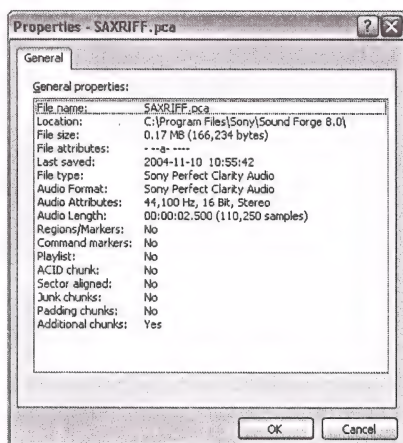 Properties - SAXRIFF.pca
General
General properties:
File name: SAXRIFF.pca
Location: C:\Program Files\Sony\Sound Forge 8.0\
File size: 0.17 MB (166,234 bytes)
File attributes: - --a- ----
Last saved: 2004-11-10 10:55:42
File type: Sony Perfect Clarity Audio
Audio Format: Sony Perfect Clarity Audio
Audio Attributes: 44,100 Hz, 16 Bit, Stereo
Audio Length: 00:00:02.500 (110,250 samples)
Regions/Markers: No
Command markers: No
Playlist: No
ACID chunk: No
Sector aligned: No
Junk chunks: No
Padding chunks: No
Additional chunks: Yes
OK Cancel